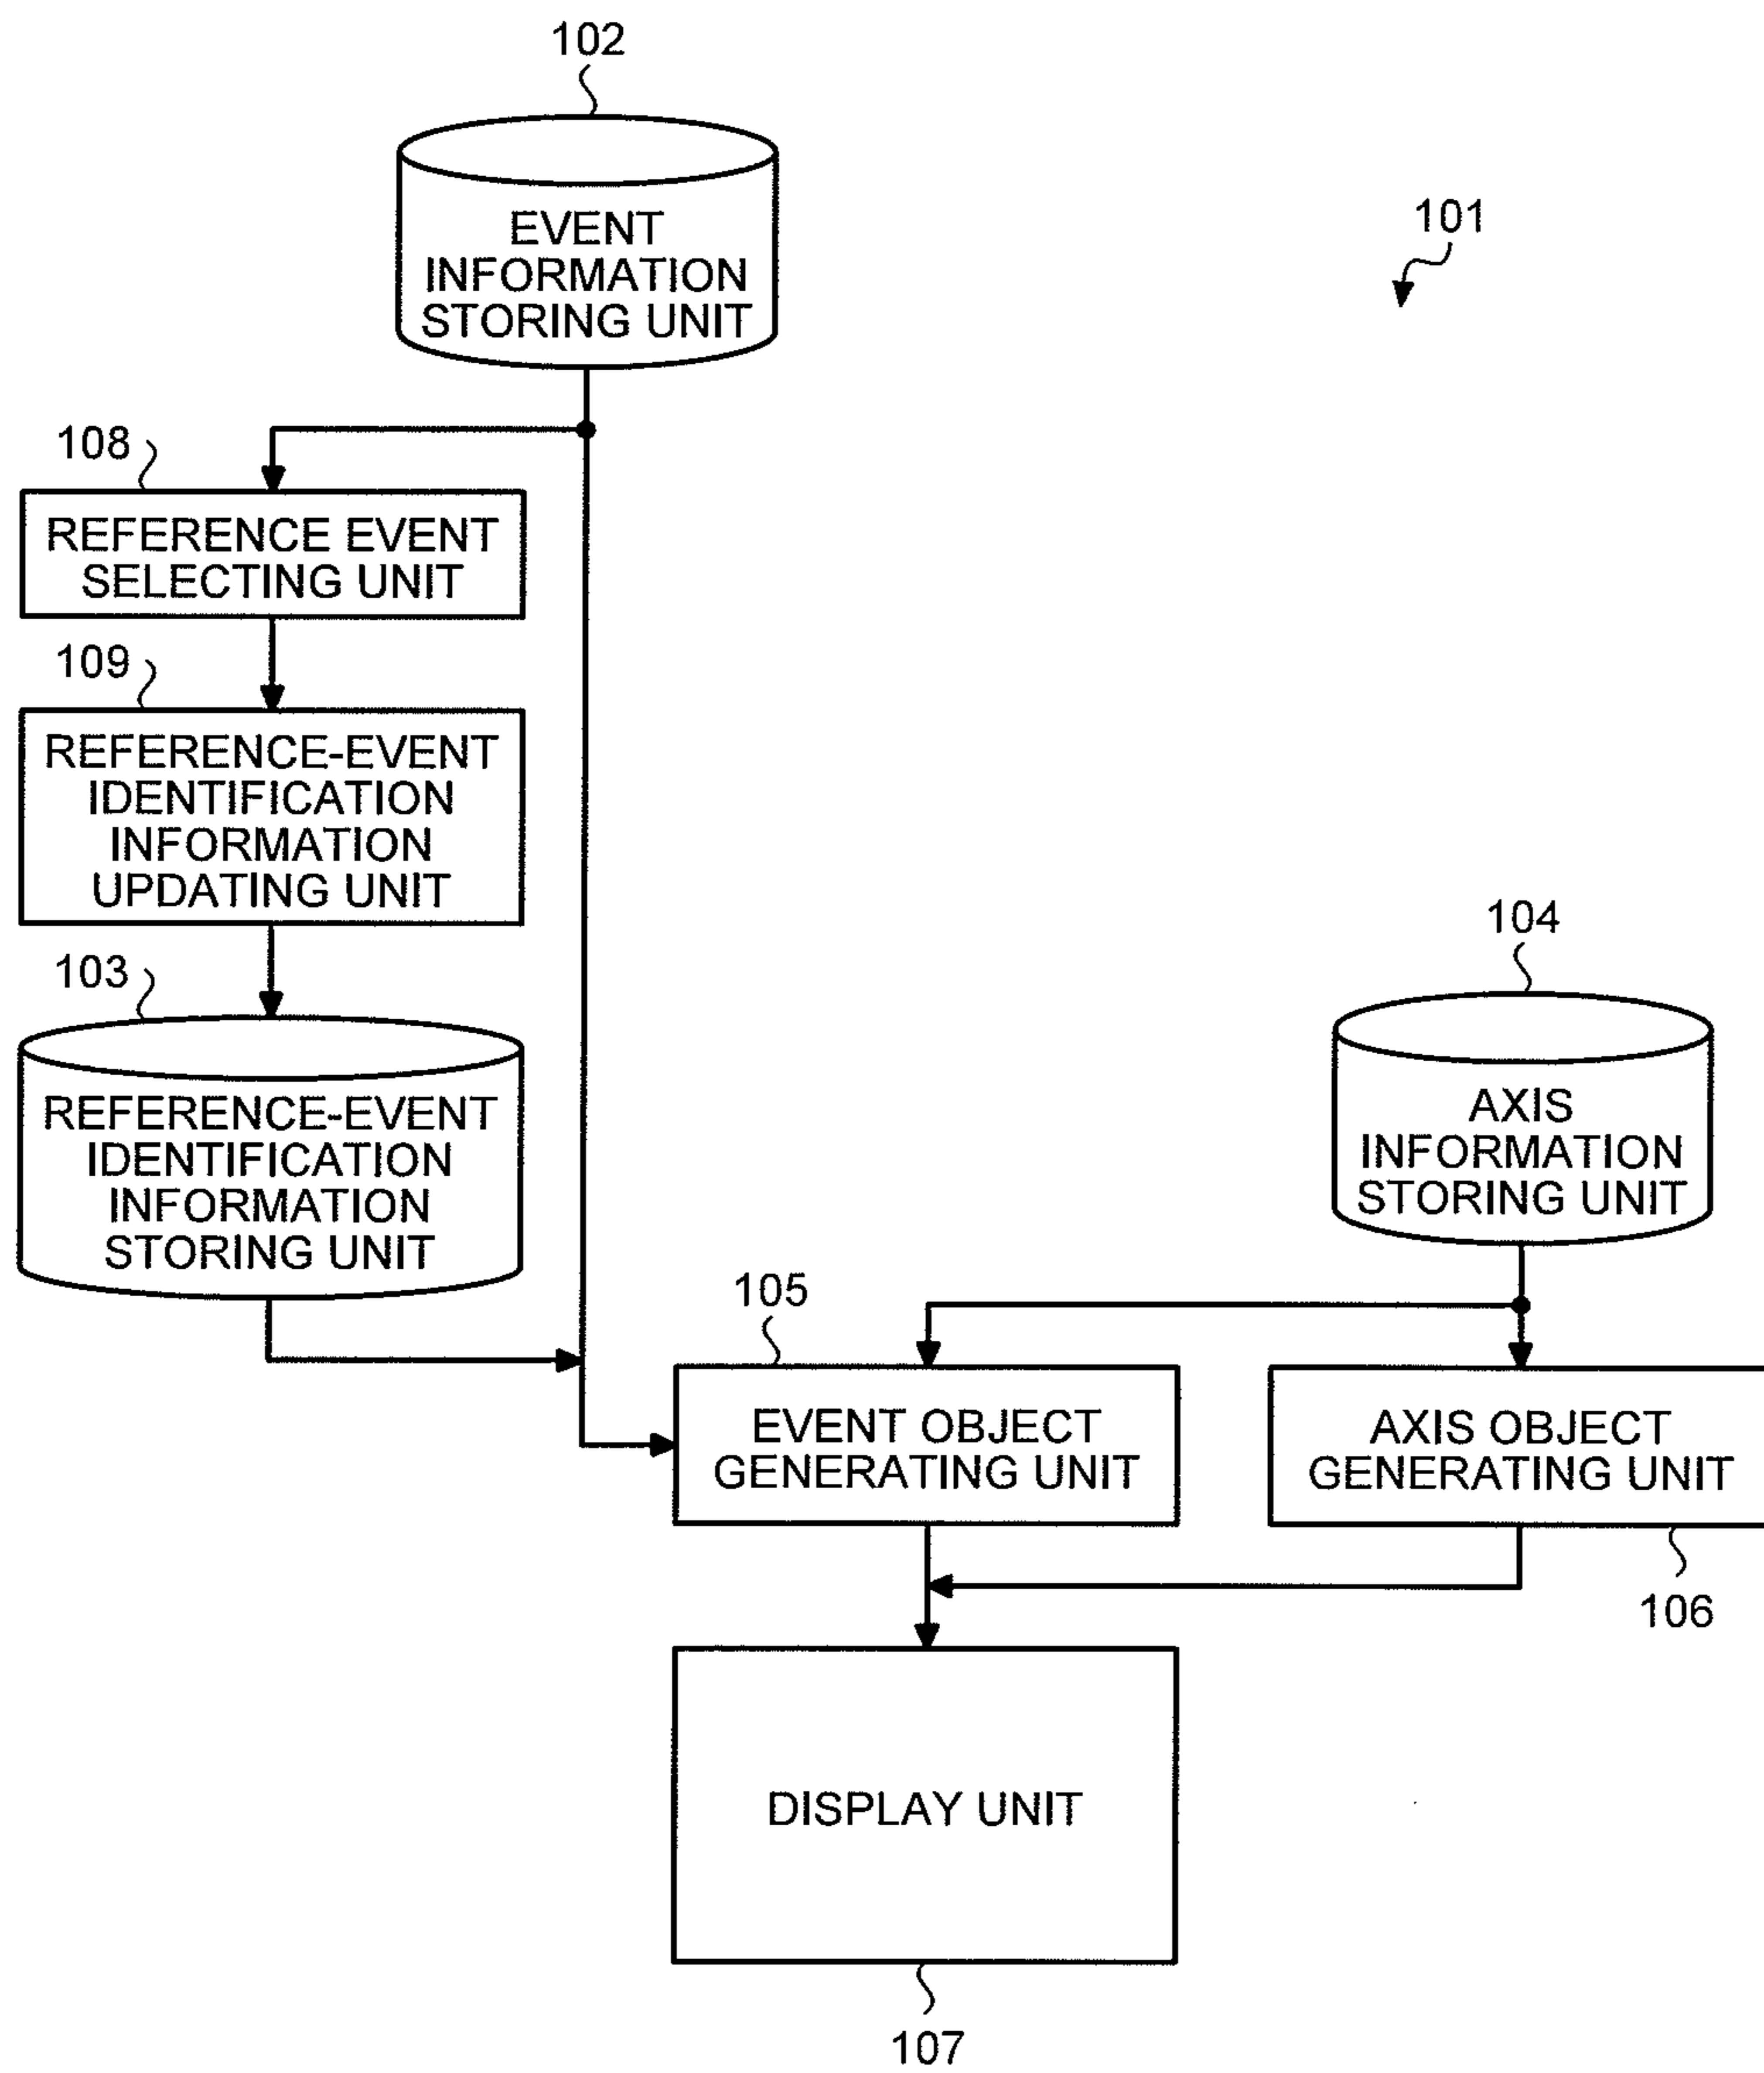 102
EVENT
INFORMATION
STORING UNIT
101
108
REFERENCE EVENT
SELECTING UNIT
109
REFERENCE-EVENT
IDENTIFICATION
INFORMATION
UPDATING UNIT
103
REFERENCE-EVENT
IDENTIFICATION
INFORMATION
STORING UNIT
104
AXIS
INFORMATION
STORING UNIT
105
EVENT OBJECT
GENERATING UNIT
AXIS OBJECT
GENERATING UNIT
106
DISPLAY UNIT
107